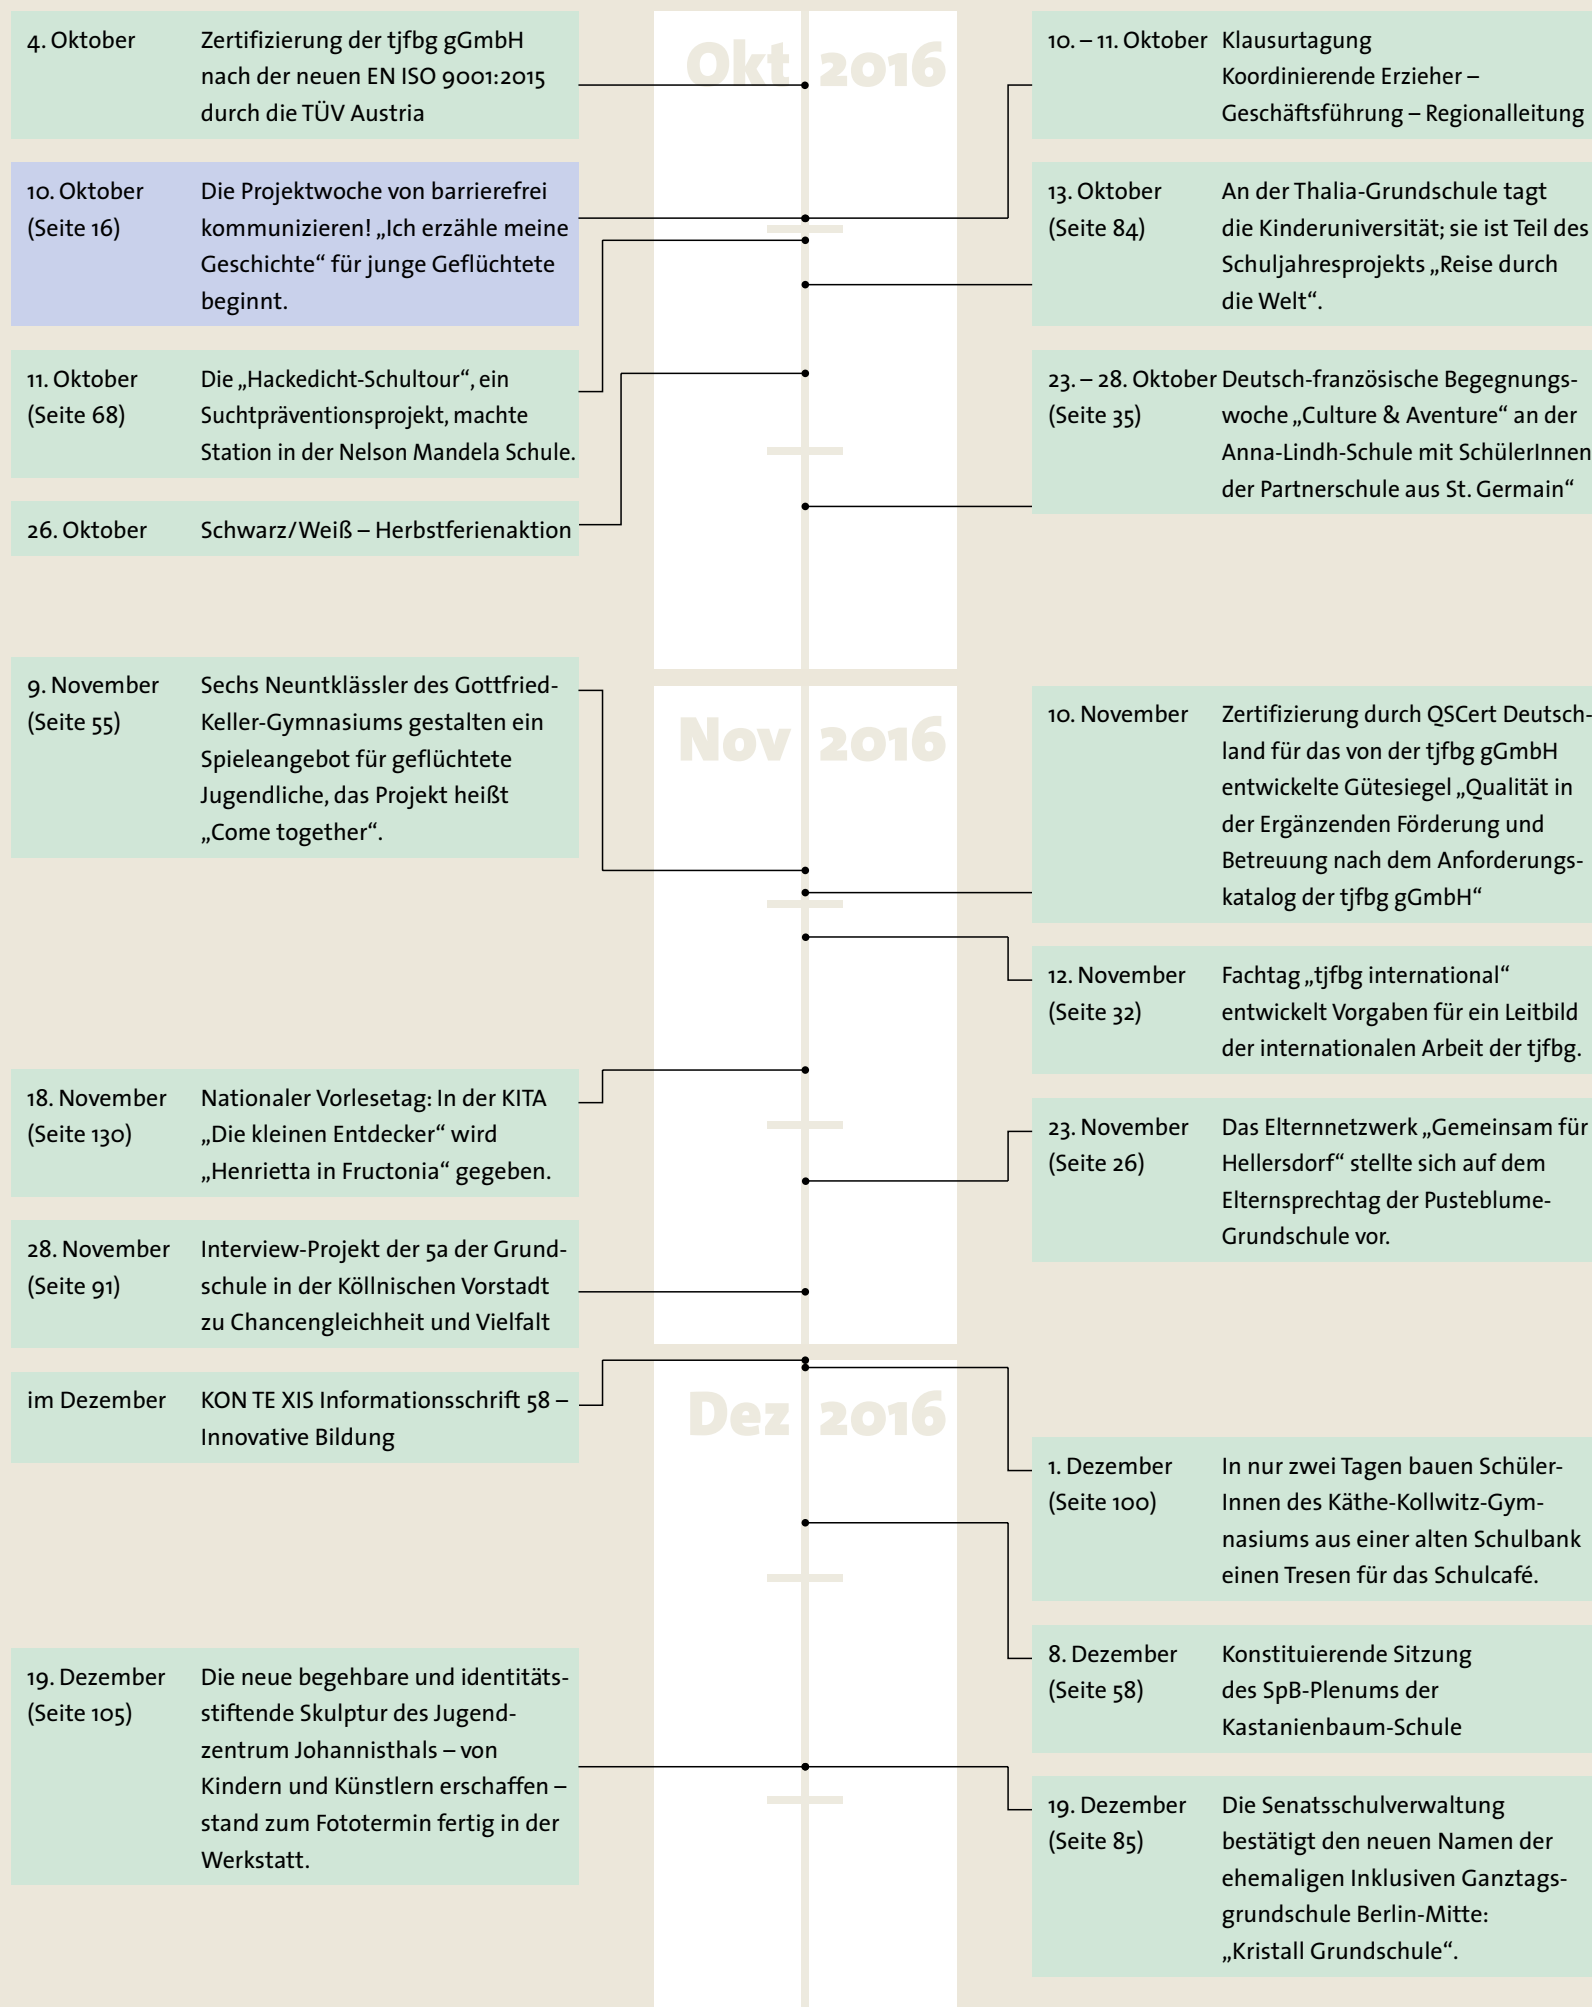 Okt 2016
4. Oktober Zertifizierung der tjfbg gGmbH
nach der neuen EN ISO 9001:2015
durch die TÜV Austria
10. Oktober Die Projektwoche von barrierefrei
(Seite 16) kommunizieren! „Ich erzähle meine
Geschichte“ für junge Geflüchtete
beginnt.
11. Oktober Die „Hackedicht-Schultour“, ein
(Seite 68) Suchtpräventionsprojekt, machte
Station in der Nelson Mandela Schule.
26. Oktober Schwarz/Weiß – Herbstferienaktion
10. – 11. Oktober Klausurtagung
Koordinierende Erzieher –
Geschäftsführung – Regionalleitung
13. Oktober An der Thalia-Grundschule tagt
(Seite 84) die Kinderuniversität; sie ist Teil des
Schuljahresprojekts „Reise durch
die Welt“.
23. – 28. Oktober Deutsch-französische Begegnungs-
(Seite 35) woche „Culture & Aventure“ an der
Anna-Lindh-Schule mit SchülerInnen
der Partnerschule aus St. Germain“
Nov 2016
9. November Sechs Neuntklässler des Gottfried-
(Seite 55) Keller-Gymnasiums gestalten ein
Spieleangebot für geflüchtete
Jugendliche, das Projekt heißt
„Come together“.
18. November Nationaler Vorlesetag: In der KITA
(Seite 130) „Die kleinen Entdecker“ wird
„Henrietta in Fructonia“ gegeben.
28. November Interview-Projekt der 5a der Grund-
(Seite 91) schule in der Köllnischen Vorstadt
zu Chancengleichheit und Vielfalt
10. November Zertifizierung durch QSCert Deutsch-
land für das von der tjfbg gGmbH
entwickelte Gütesiegel „Qualität in
der Ergänzenden Förderung und
Betreuung nach dem Anforderungs-
katalog der tjfbg gGmbH“
12. November Fachtag „tjfbg international“
(Seite 32) entwickelt Vorgaben für ein Leitbild
der internationalen Arbeit der tjfbg.
23. November Das Elternnetzwerk „Gemeinsam für
(Seite 26) Hellersdorf“ stellte sich auf dem
Elternsprechtag der Pusteblume-
Grundschule vor.
Dez 2016
im Dezember KON TE XIS Informationsschrift 58 –
Innovative Bildung
19. Dezember Die neue begehbare und identitäts-
(Seite 105) stiftende Skulptur des Jugend-
zentrum Johannisthals – von
Kindern und Künstlern erschaffen –
stand zum Fototermin fertig in der
Werkstatt.
1. Dezember In nur zwei Tagen bauen Schüler-
(Seite 100) Innen des Käthe-Kollwitz-Gym-
nasiums aus einer alten Schulbank
einen Tresen für das Schulcafé.
8. Dezember Konstituierende Sitzung
(Seite 58) des SpB-Plenums der
Kastanienbaum-Schule
19. Dezember Die Senatsschulverwaltung
(Seite 85) bestätigt den neuen Namen der
ehemaligen Inklusiven Ganztags-
grundschule Berlin-Mitte:
„Kristall Grundschule“.